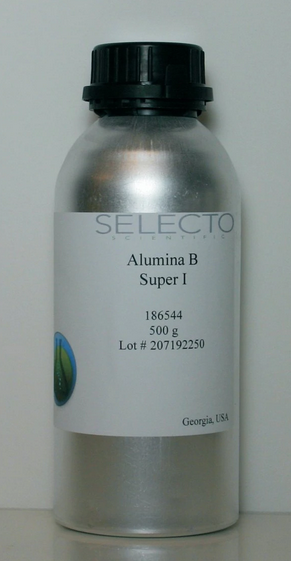 SELECTO
SCIENTIFIC
Alumina B
Super I
186544
500 g
Lot # 207192250
Georgia, USA